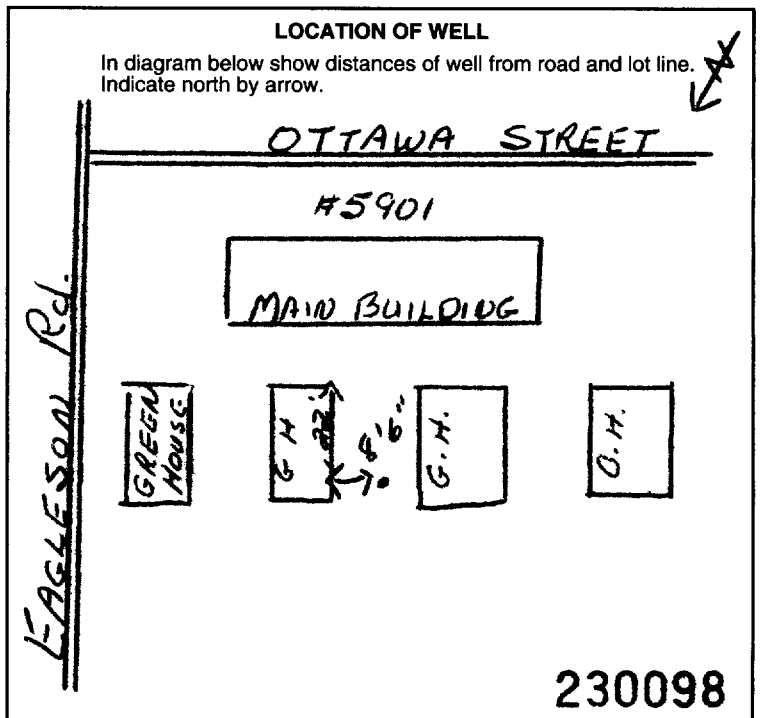 LOCATION OF WELL
In diagram below show distances of well from road and lot line.
Indicate north by arrow.
N
OTTAWA STREET
#5901
MAIN BUILDING
EAGLESON Rd.
GREEN
HOUSE
G H
22'
8'6"
G.H.
G.H.
230098